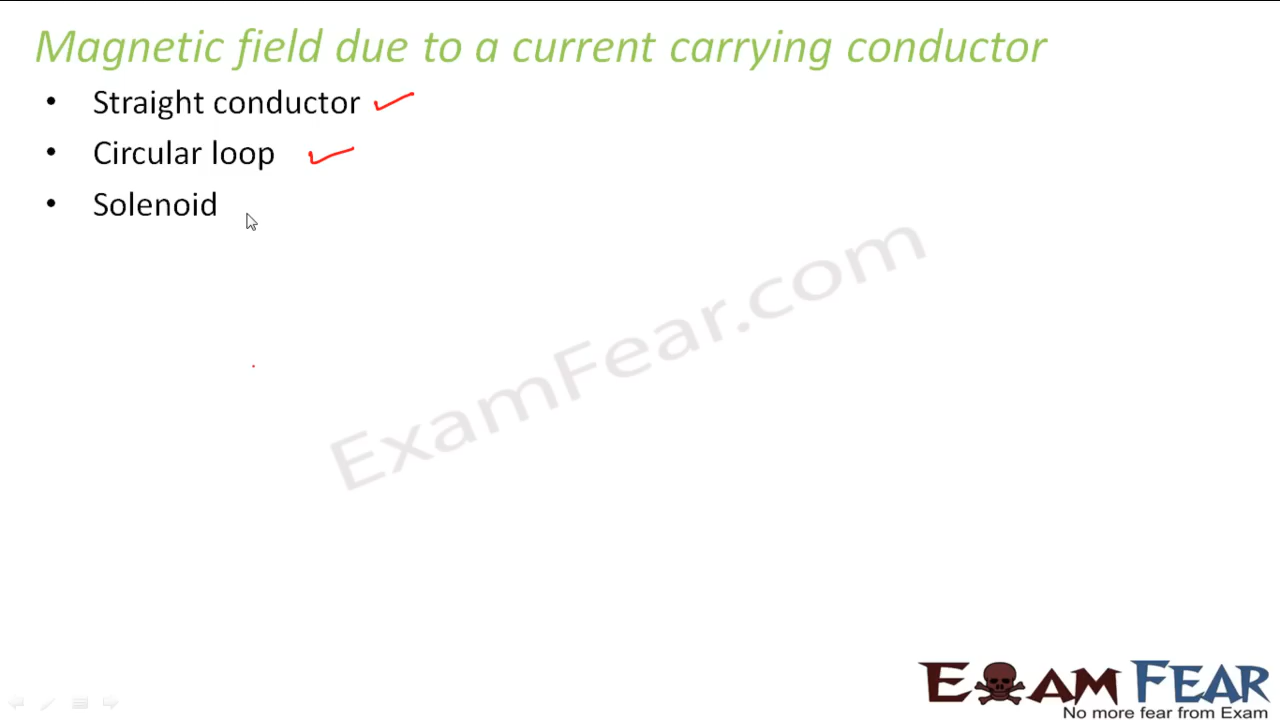 Magnetic field due to a current carrying conductor
• Straight conductor
• Circular loop
• Solenoid
ExamFear.com
EXAM FEAR
No more fear from Exam